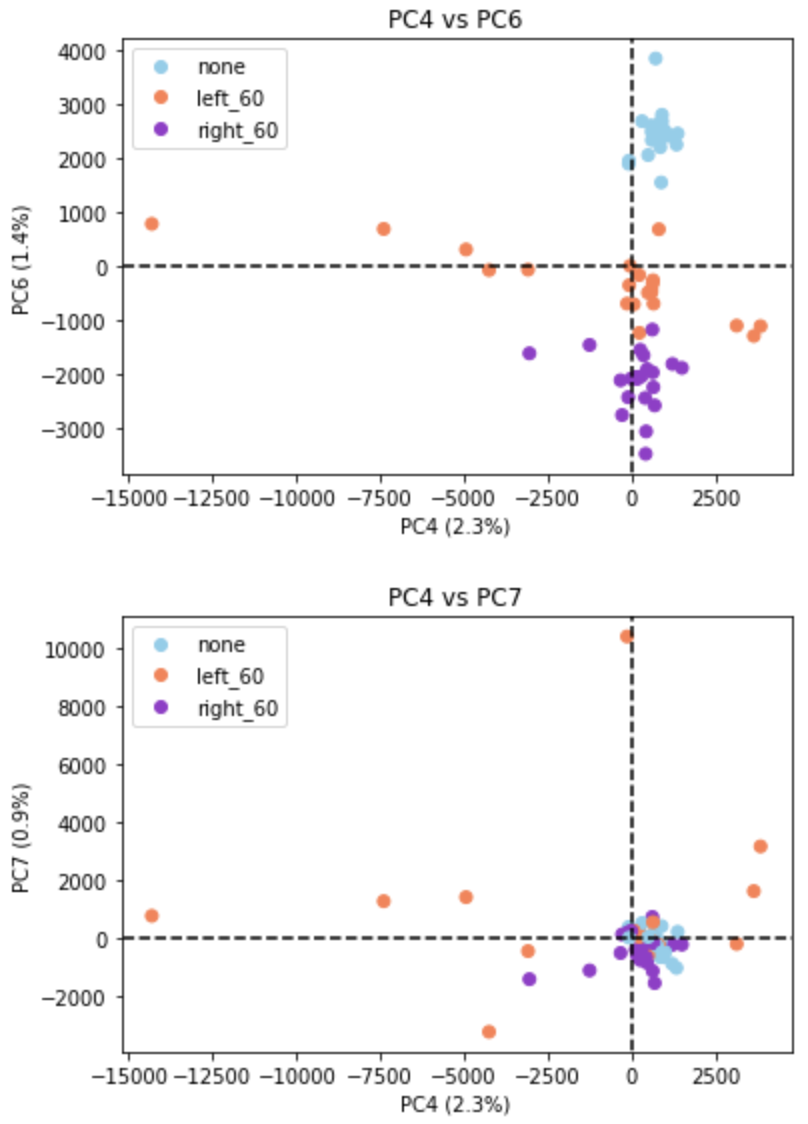 PC4 vs PC6
4000
3000
2000
1000
0
−1000
−2000
−3000
PC6 (1.4%)
none
left_60
right_60
−15000 −12500 −10000 −7500 −5000 −2500 0 2500
PC4 (2.3%)
PC4 vs PC7
10000
8000
6000
4000
2000
0
−2000
PC7 (0.9%)
none
left_60
right_60
−15000 −12500 −10000 −7500 −5000 −2500 0 2500
PC4 (2.3%)